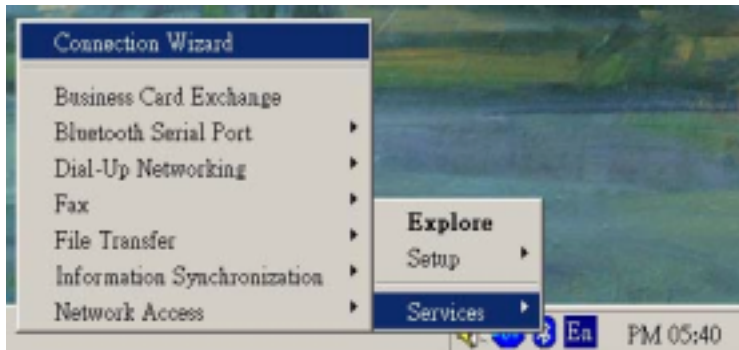 Connection Wizard
Business Card Exchange
Bluetooth Serial Port
Dial-Up Networking
Fax
File Transfer
Information Synchronization
Network Access
Explore
Setup
Services
En
PM 05:40